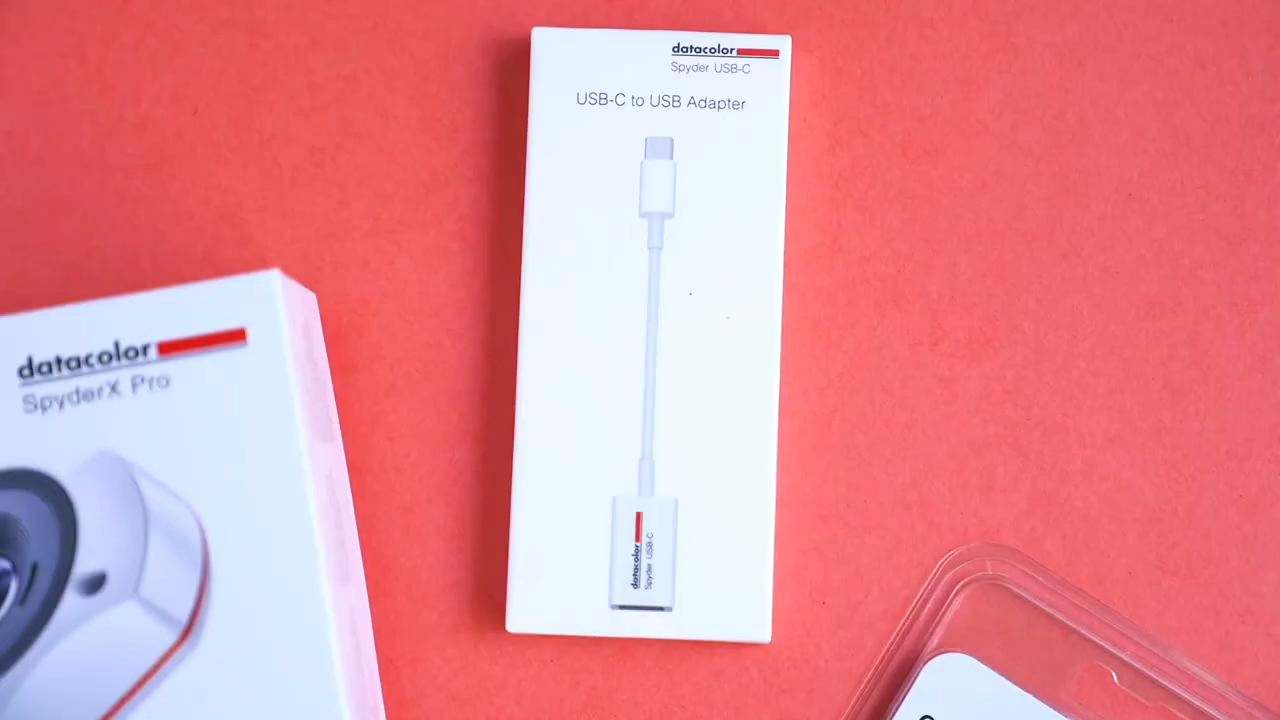 datacolor
Spyder USB-C
USB-C to USB Adapter
datacolor
Spyder USB-C
datacolor
SpyderX Pro